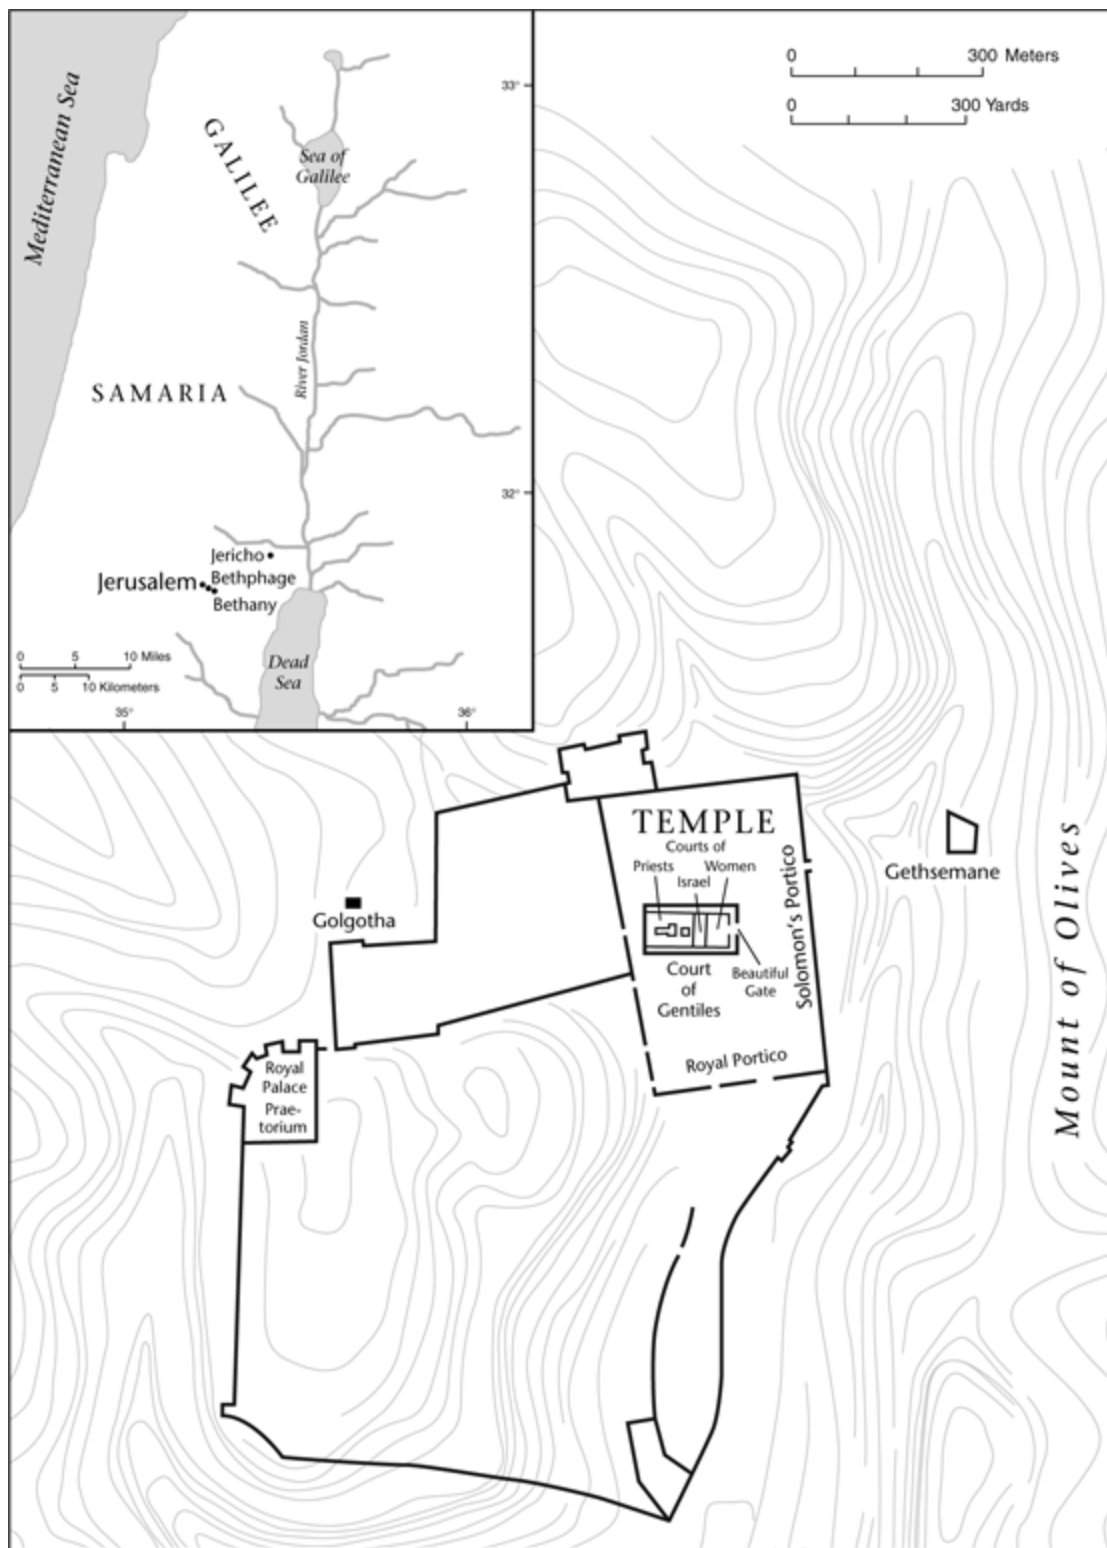 Mediterranean Sea
GALILEE
Sea of
Galilee
33°
River Jordan
SAMARIA
32°
Jericho
Jerusalem
Bethphage
Bethany
0 5 10 Miles
0 5 10 Kilometers
Dead
Sea
35°
36°
0 300 Meters
0 300 Yards
TEMPLE
Courts of
Priests Women
Israel
Solomon's Portico
Gethsemane
Mount of Olives
Golgotha
Court
of
Gentiles
Beautiful
Gate
Royal Portico
Royal
Palace
Prae-
torium